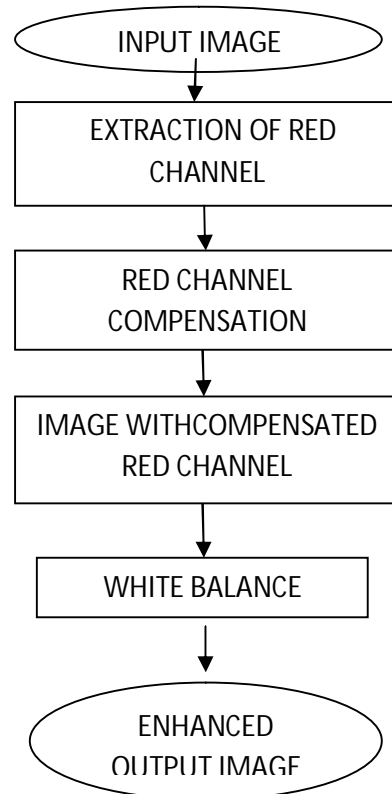 INPUT IMAGE
EXTRACTION OF RED
CHANNEL
RED CHANNEL
COMPENSATION
IMAGE WITHCOMPENSATED
RED CHANNEL
WHITE BALANCE
ENHANCED
OUTPUT IMAGE